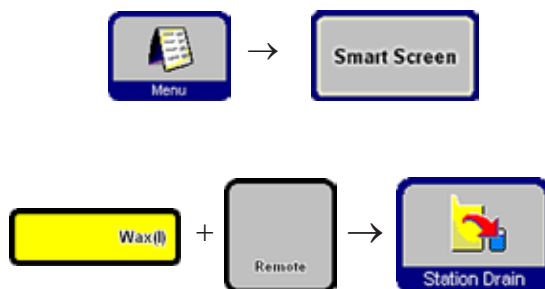 Menu → Smart Screen
Wax(I) + Remote → Station Drain